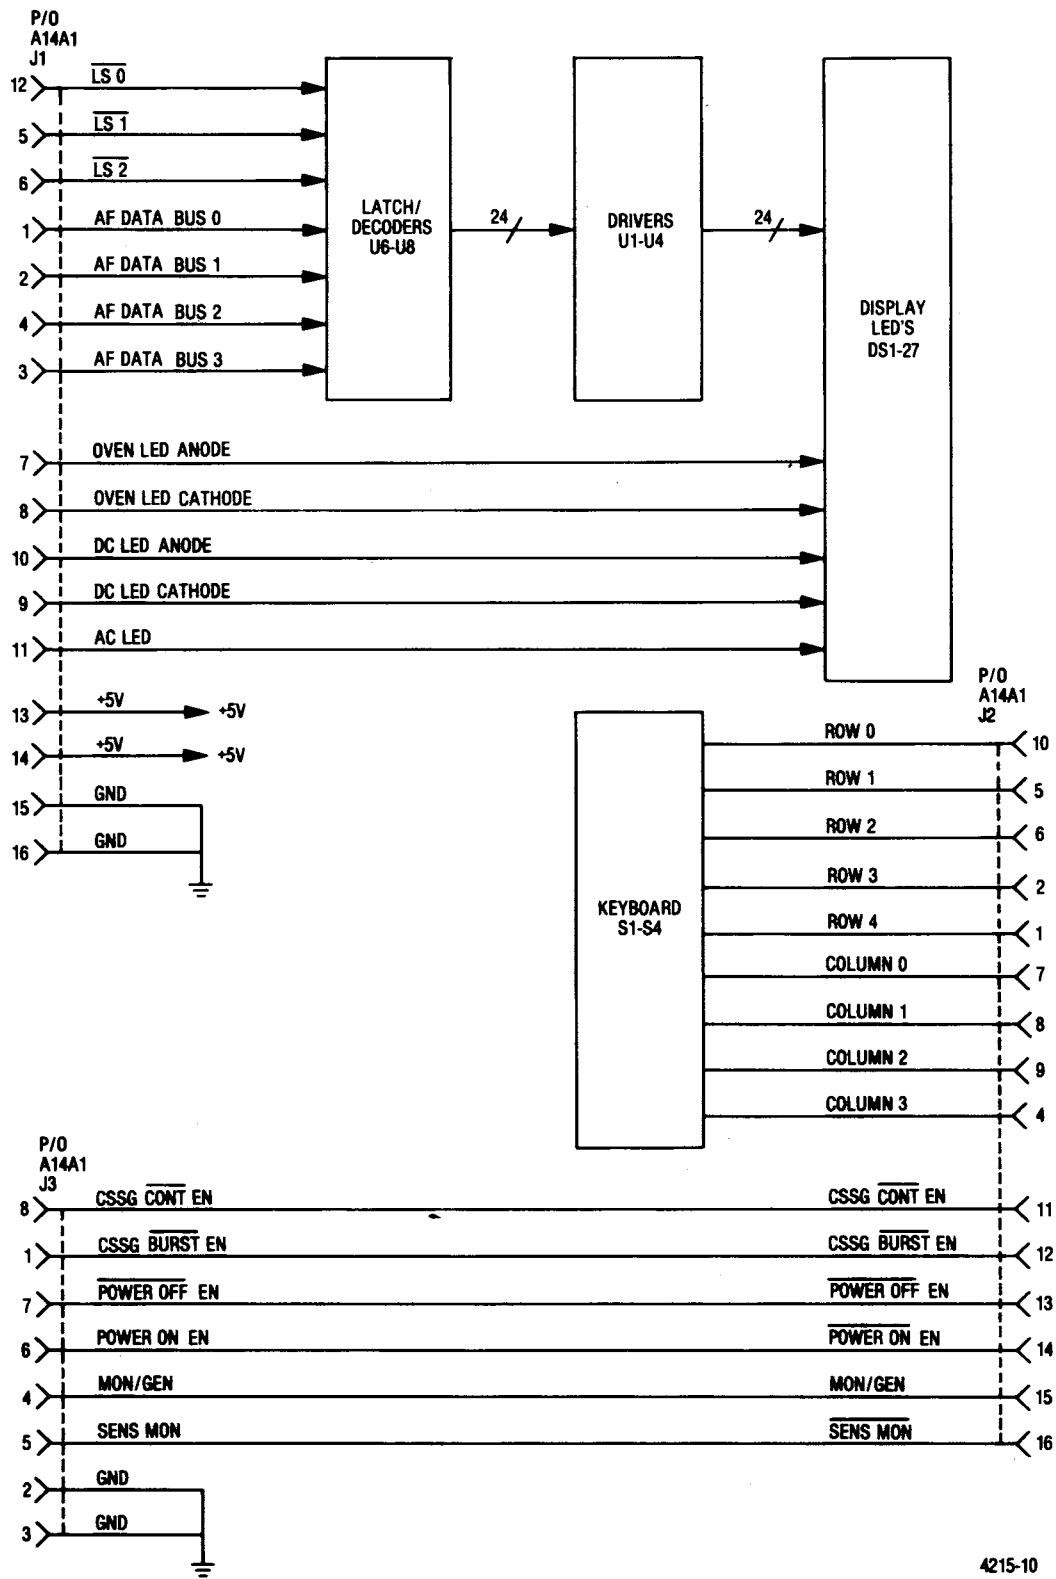 P/O
A14A1
J1
12 LS 0
5 LS 1
6 LS 2
1 AF DATA BUS 0
2 AF DATA BUS 1
4 AF DATA BUS 2
3 AF DATA BUS 3
LATCH/
DECODERS
U6-U8
24
DRIVERS
U1-U4
24
DISPLAY
LED'S
DS1-27
7 OVEN LED ANODE
8 OVEN LED CATHODE
10 DC LED ANODE
9 DC LED CATHODE
11 AC LED
13 +5V +5V
14 +5V +5V
15 GND
16 GND
P/O
A14A1
J2
KEYBOARD
S1-S4
ROW 0 10
ROW 1 5
ROW 2 6
ROW 3 2
ROW 4 1
COLUMN 0 7
COLUMN 1 8
COLUMN 2 9
COLUMN 3 4
P/O
A14A1
J3
8 CSSG CONT EN CSSG CONT EN 11
1 CSSG BURST EN CSSG BURST EN 12
7 POWER OFF EN POWER OFF EN 13
6 POWER ON EN POWER ON EN 14
4 MON/GEN MON/GEN 15
5 SENS MON SENS MON 16
2 GND
3 GND
4215-10